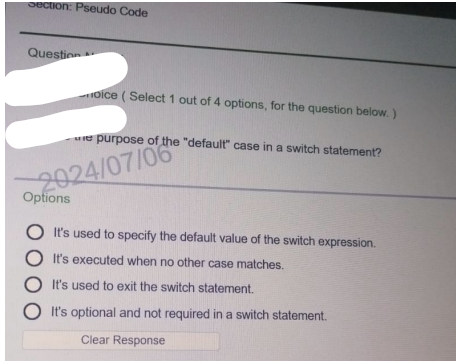 Section: Pseudo Code
Question
Choice ( Select 1 out of 4 options, for the question below. )
the purpose of the "default" case in a switch statement?
2024/07/06
Options
It's used to specify the default value of the switch expression.
It's executed when no other case matches.
It's used to exit the switch statement.
It's optional and not required in a switch statement.
Clear Response